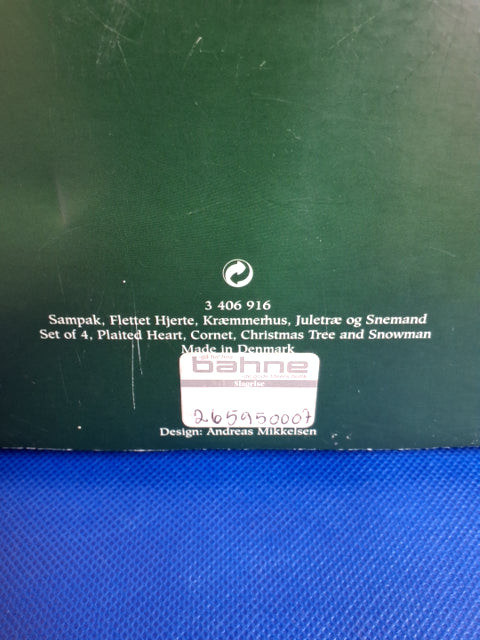 3 406 916
Sampak, Flettet Hjerte, Kræmmerhus, Juletræ og Snemand
Set of 4, Plaited Heart, Cornet, Christmas Tree and Snowman
Made in Denmark
bahne
Slagelse
265950007
Design: Andreas Mikkelsen